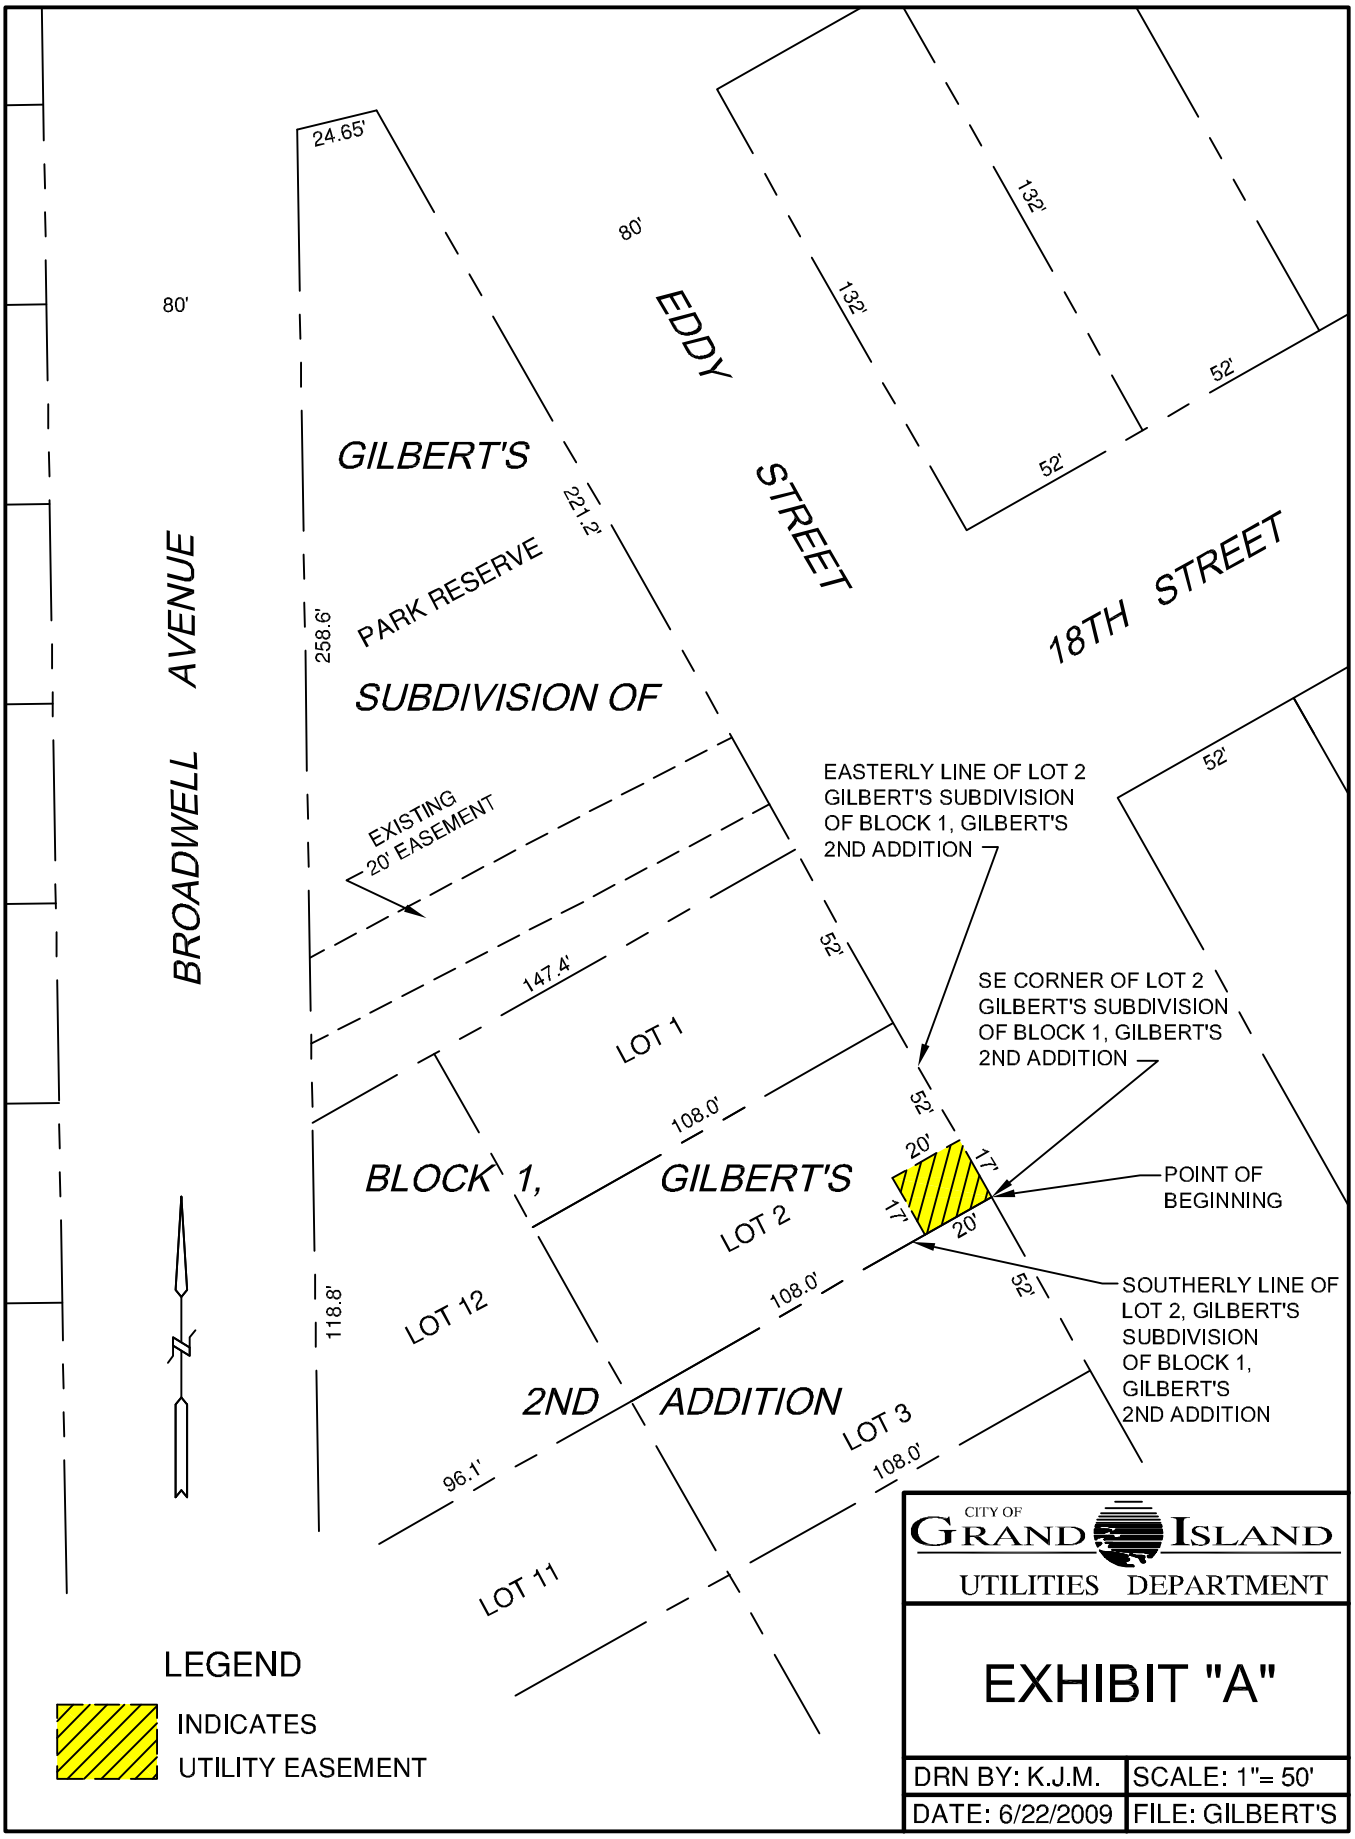 24.65'
80'
80'
132'
132'
EDDY
STREET
52'
52'
GILBERT'S
221.2'
PARK RESERVE
258.6'
SUBDIVISION OF
18TH STREET
BROADWELL AVENUE
52'
EXISTING
20' EASEMENT
EASTERLY LINE OF LOT 2
GILBERT'S SUBDIVISION
OF BLOCK 1, GILBERT'S
2ND ADDITION
52'
147.4'
SE CORNER OF LOT 2
GILBERT'S SUBDIVISION
OF BLOCK 1, GILBERT'S
2ND ADDITION
LOT 1
52'
108.0'
20'
17'
BLOCK 1,
GILBERT'S
POINT OF
BEGINNING
17'
20'
LOT 2
108.0'
52'
SOUTHERLY LINE OF
LOT 2, GILBERT'S
SUBDIVISION
OF BLOCK 1,
GILBERT'S
2ND ADDITION
118.8'
LOT 12
2ND ADDITION
LOT 3
108.0'
96.1'
LOT 11
LEGEND
INDICATES
UTILITY EASEMENT
CITY OF
GRAND ISLAND
UTILITIES DEPARTMENT
EXHIBIT "A"
DRN BY: K.J.M.
SCALE: 1"= 50'
DATE: 6/22/2009
FILE: GILBERT'S